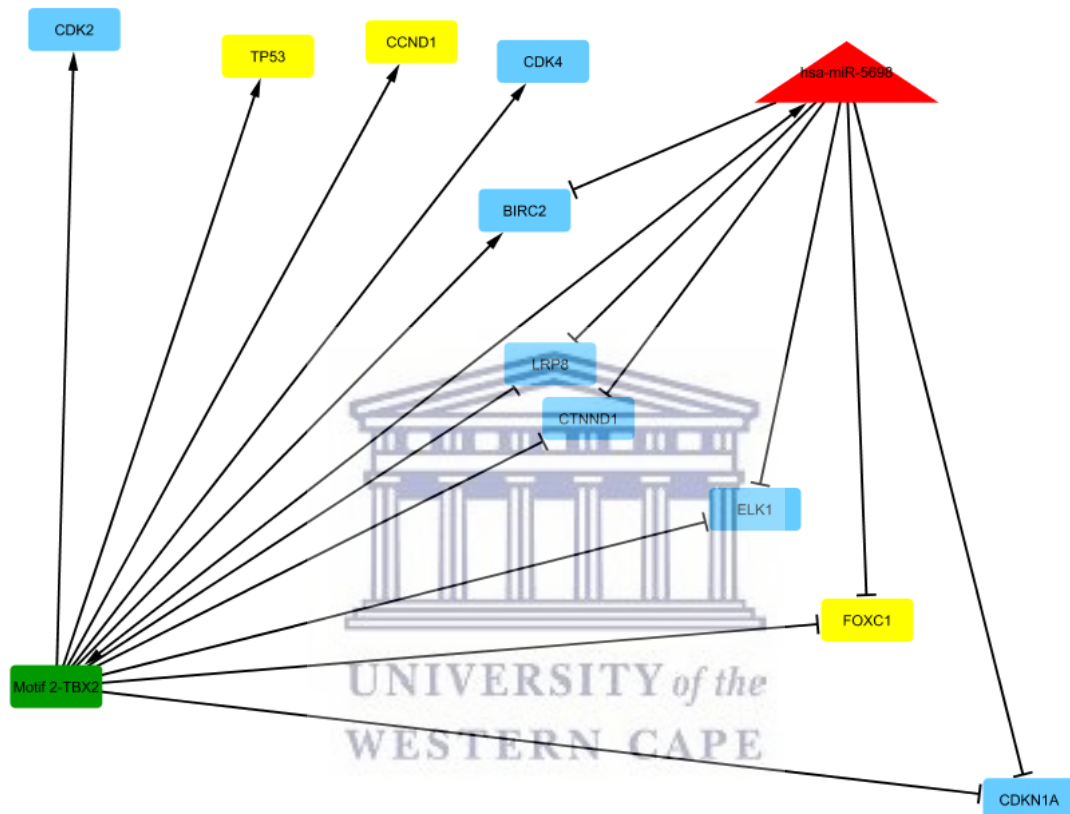 CDK2
TP53
CCND1
CDK4
hsa-miR-5698
BIRC2
LRP8
CTNND1
ELK1
FOXC1
Motif 2-TBX2
UNIVERSITY of the
WESTERN CAPE
CDKN1A